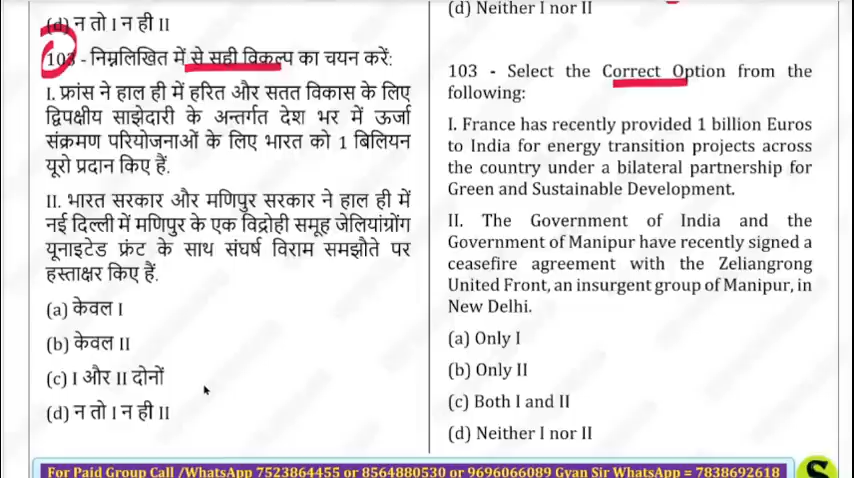 (d) न तो I न ही II
103 - निम्नलिखित में से सही विकल्प का चयन करें:
I. फ्रांस ने हाल ही में हरित और सतत विकास के लिए
द्विपक्षीय साझेदारी के अन्तर्गत देश भर में ऊर्जा
संक्रमण परियोजनाओं के लिए भारत को 1 बिलियन
यूरो प्रदान किए हैं.
II. भारत सरकार और मणिपुर सरकार ने हाल ही में
नई दिल्ली में मणिपुर के एक विद्रोही समूह जेलियांग्रोंग
यूनाइटेड फ्रंट के साथ संघर्ष विराम समझौते पर
हस्ताक्षर किए हैं.
(a) केवल I
(b) केवल II
(c) I और II दोनों
(d) न तो I न ही II
(d) Neither I nor II
103 - Select the Correct Option from the
following:
I. France has recently provided 1 billion Euros
to India for energy transition projects across
the country under a bilateral partnership for
Green and Sustainable Development.
II. The Government of India and the
Government of Manipur have recently signed a
ceasefire agreement with the Zeliangrong
United Front, an insurgent group of Manipur, in
New Delhi.
(a) Only I
(b) Only II
(c) Both I and II
(d) Neither I nor II
For Paid Group Call /WhatsApp 7523864455 or 8564880530 or 9696066089 Gyan Sir WhatsApp = 7838692618
S